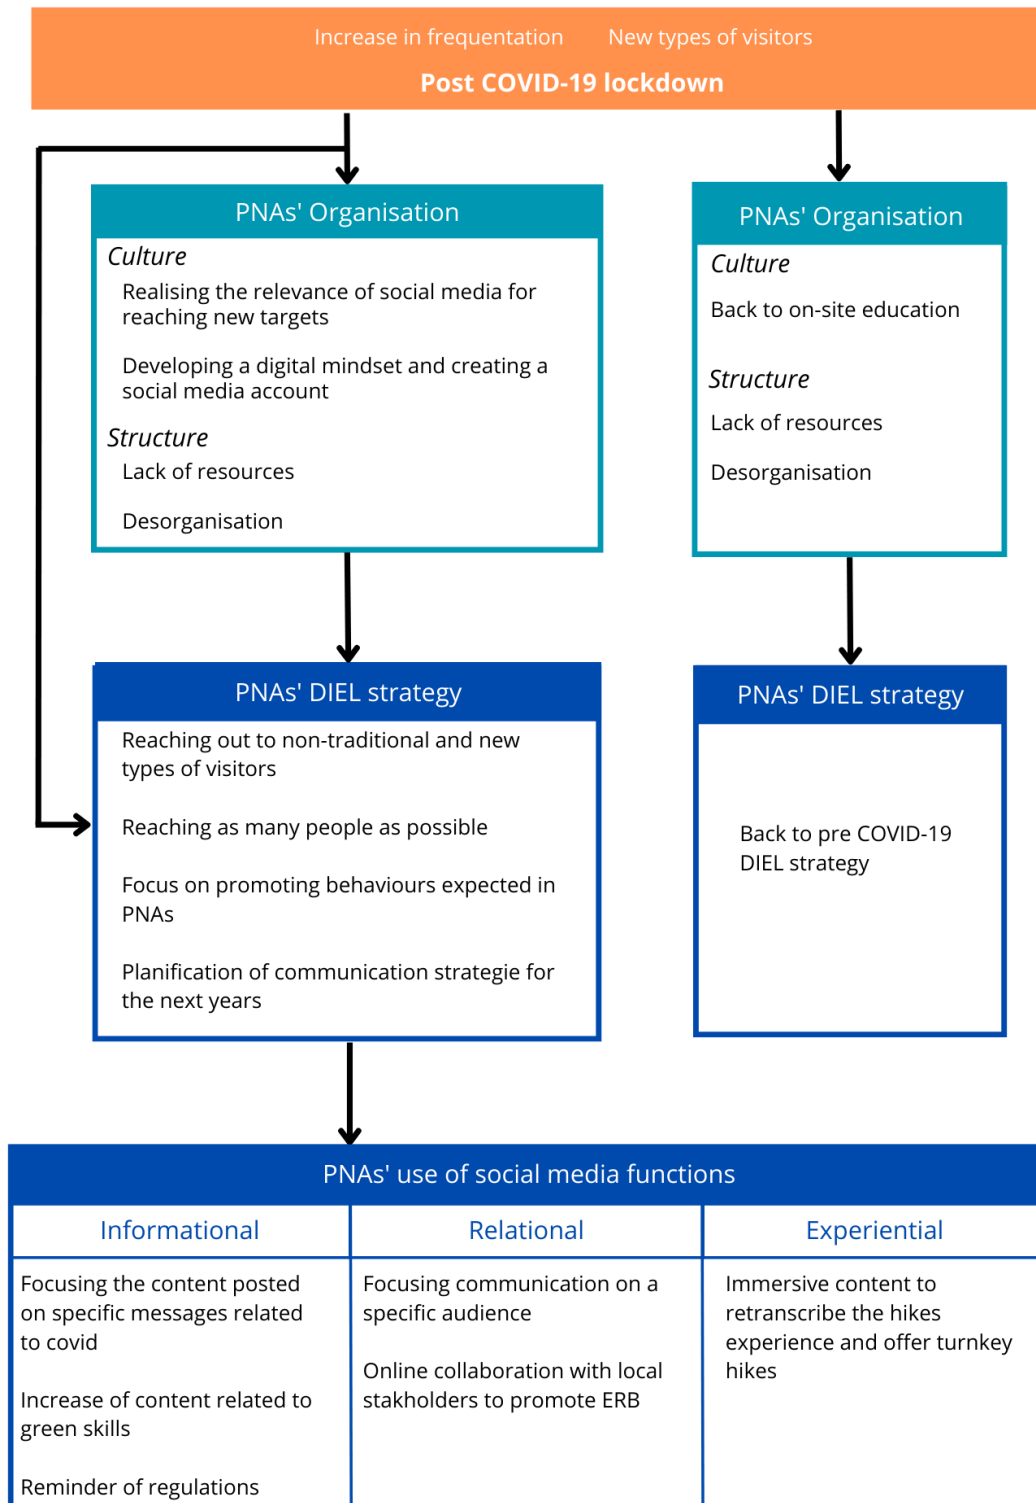 Increase in frequentation
New types of visitors
Post COVID-19 lockdown
PNAs' Organisation
Culture
Realising the relevance of social media for
reaching new targets
Developing a digital mindset and creating a
social media account
Structure
Lack of resources
Desorganisation
PNAs' Organisation
Culture
Back to on-site education
Structure
Lack of resources
Desorganisation
PNAs' DIEL strategy
Reaching out to non-traditional and new
types of visitors
Reaching as many people as possible
Focus on promoting behaviours expected in
PNAs
Planification of communication strategie for
the next years
PNAs' DIEL strategy
Back to pre COVID-19
DIEL strategy
PNAs' use of social media functions
Informational
Focusing the content posted
on specific messages related
to covid
Increase of content related to
green skills
Reminder of regulations
Relational
Focusing communication on a
specific audience
Online collaboration with local
stakholders to promote ERB
Experiential
Immersive content to
retranscribe the hikes
experience and offer turnkey
hikes